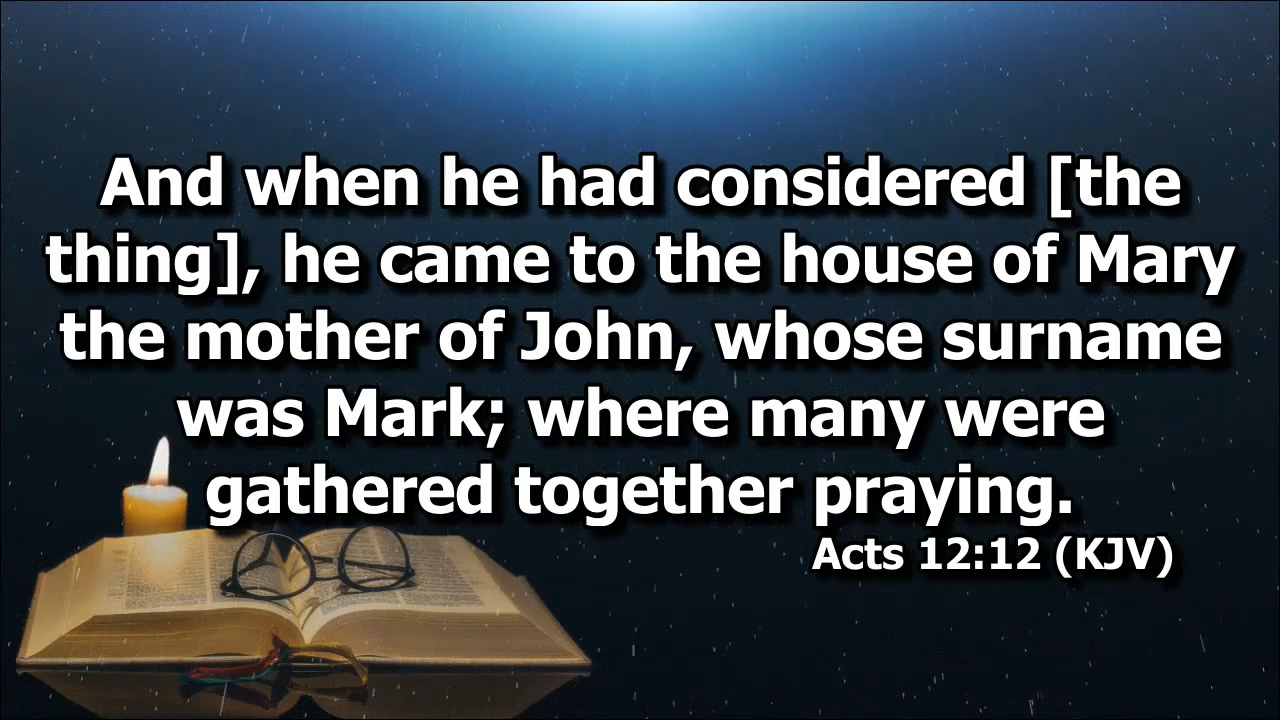 And when he had considered [the
thing], he came to the house of Mary
the mother of John, whose surname
was Mark; where many were
gathered together praying.
Acts 12:12 (KJV)